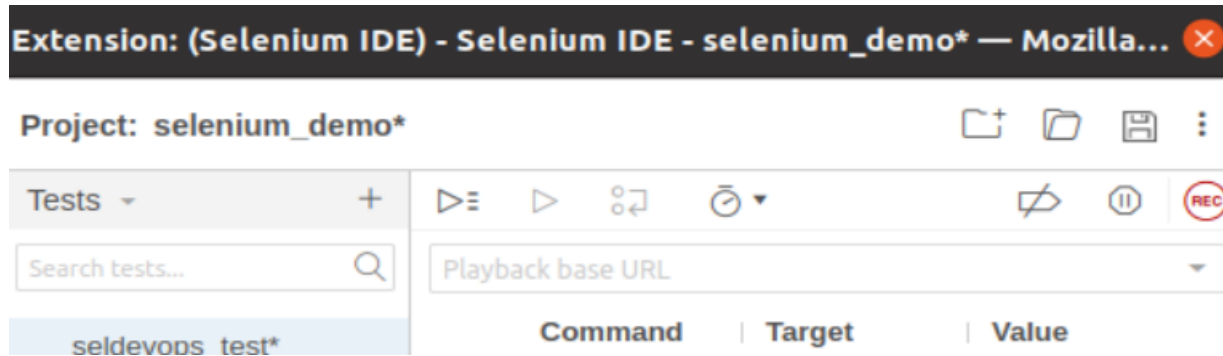 Extension: (Selenium IDE) - Selenium IDE - selenium_demo* — Mozilla...
Project: selenium_demo*
Tests
REC
Search tests...
Playback base URL
Command Target Value
seldevops_test*